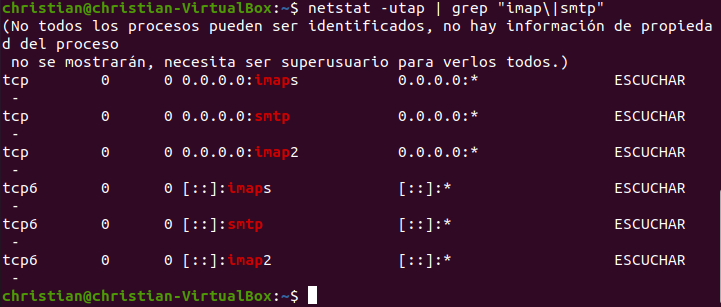 christian@christian-VirtualBox:~$ netstat -utap | grep "imap\|smtp"
(No todos los procesos pueden ser identificados, no hay información de propieda
d del proceso
 no se mostrarán, necesita ser superusuario para verlos todos.)
tcp        0      0 0.0.0.0:imaps           0.0.0.0:*               ESCUCHAR
 -
tcp        0      0 0.0.0.0:smtp            0.0.0.0:*               ESCUCHAR
 -
tcp        0      0 0.0.0.0:imap2           0.0.0.0:*               ESCUCHAR
 -
tcp6       0      0 [::]:imaps              [::]:*                  ESCUCHAR
 -
tcp6       0      0 [::]:smtp               [::]:*                  ESCUCHAR
 -
tcp6       0      0 [::]:imap2              [::]:*                  ESCUCHAR
 -
christian@christian-VirtualBox:~$